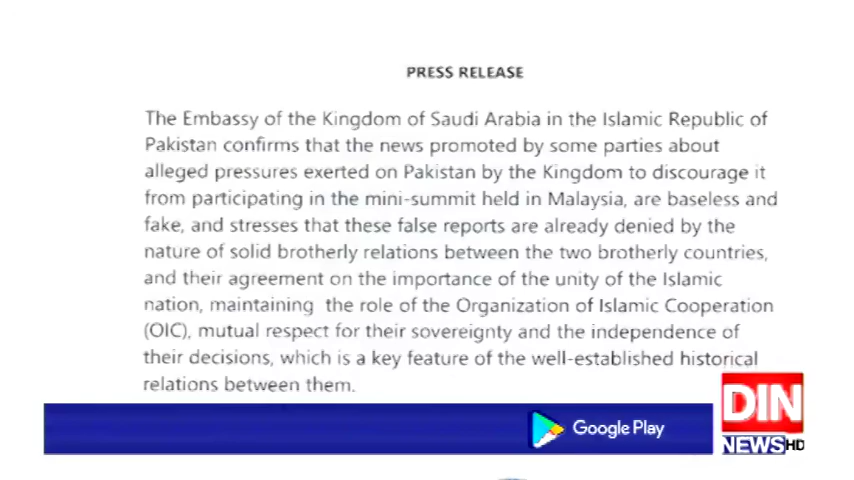 PRESS RELEASE
The Embassy of the Kingdom of Saudi Arabia in the Islamic Republic of
Pakistan confirms that the news promoted by some parties about
alleged pressures exerted on Pakistan by the Kingdom to discourage it
from participating in the mini-summit held in Malaysia, are baseless and
fake, and stresses that these false reports are already denied by the
nature of solid brotherly relations between the two brotherly countries,
and their agreement on the importance of the unity of the Islamic
nation, maintaining the role of the Organization of Islamic Cooperation
(OIC), mutual respect for their sovereignty and the independence of
their decisions, which is a key feature of the well-established historical
relations between them.
Google Play
DIN
NEWS HD